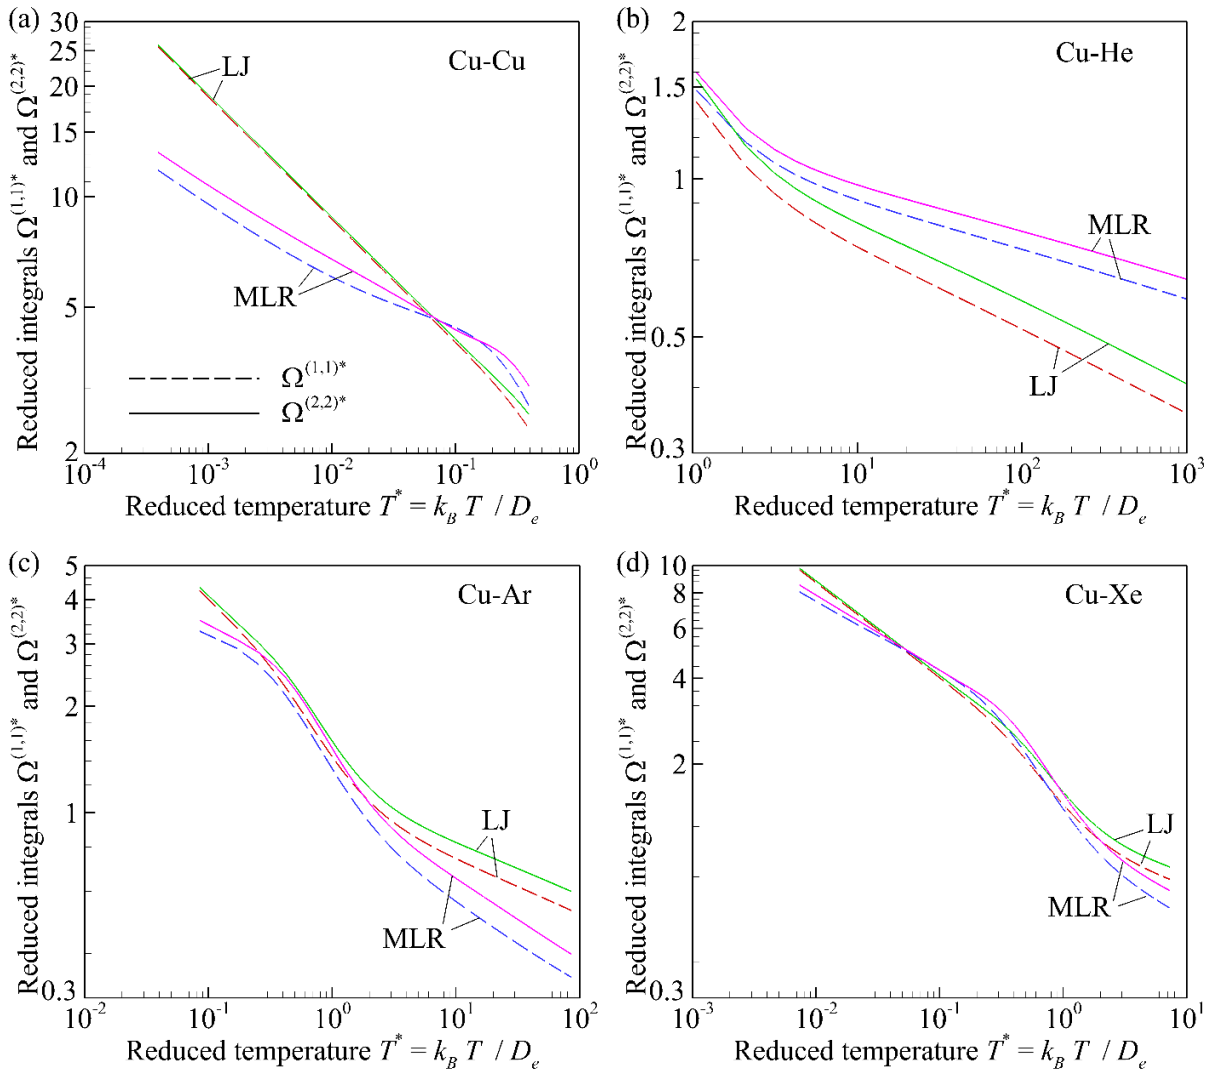 (a)
Cu-Cu
LJ
MLR
Ω(1,1)*
Ω(2,2)*
30
25
20
15
10
5
2
10-4
10-3
10-2
10-1
100
Reduced integrals Ω(1,1)* and Ω(2,2)*
Reduced temperature T* = kB T / De
(b)
Cu-He
MLR
LJ
2
1.5
1
0.5
0.3
100
101
102
103
Reduced integrals Ω(1,1)* and Ω(2,2)*
Reduced temperature T* = kB T / De
(c)
Cu-Ar
LJ
MLR
5
4
3
2
1
0.3
10-2
10-1
100
101
102
Reduced integrals Ω(1,1)* and Ω(2,2)*
Reduced temperature T* = kB T / De
(d)
Cu-Xe
LJ
MLR
10
8
6
4
2
0.3
10-3
10-2
10-1
100
101
Reduced integrals Ω(1,1)* and Ω(2,2)*
Reduced temperature T* = kB T / De